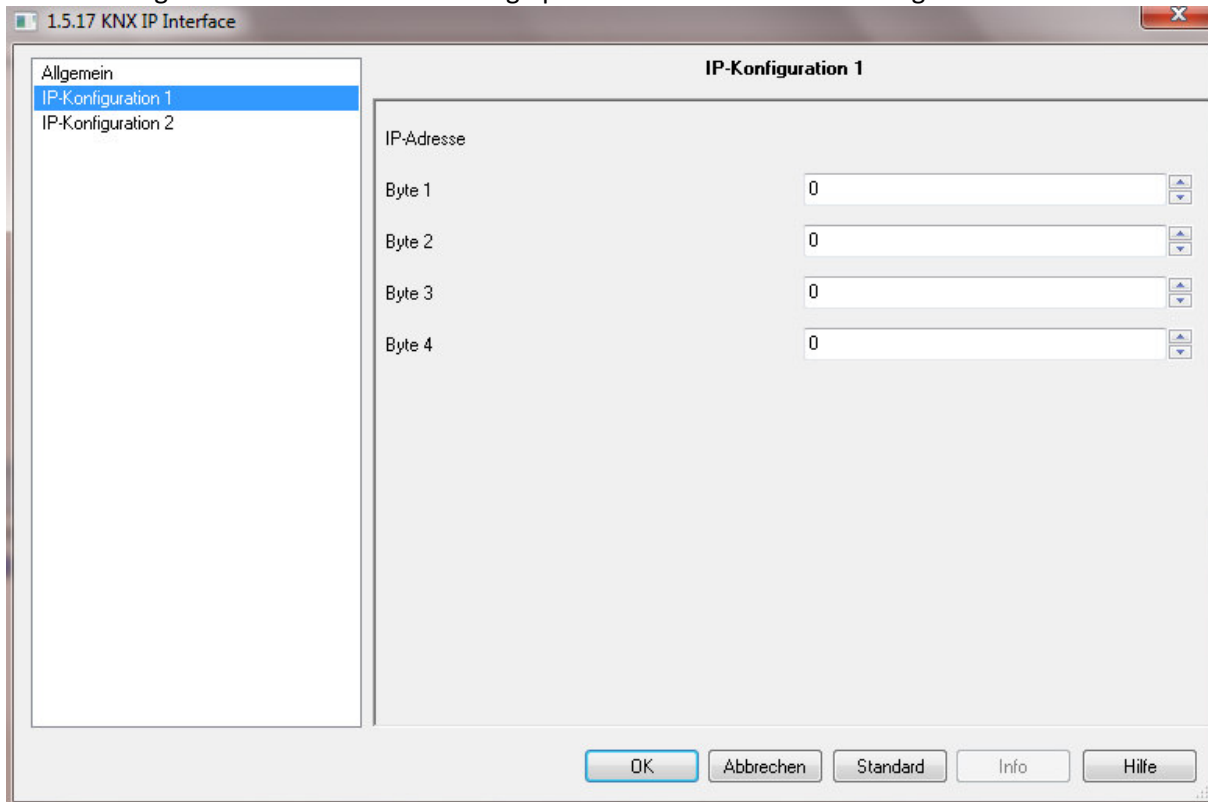 1.5.17 KNX IP Interface
Allgemein
IP-Konfiguration 1
IP-Konfiguration 2
IP-Konfiguration 1
IP-Adresse
Byte 1 0
Byte 2 0
Byte 3 0
Byte 4 0
OK Abbrechen Standard Info Hilfe